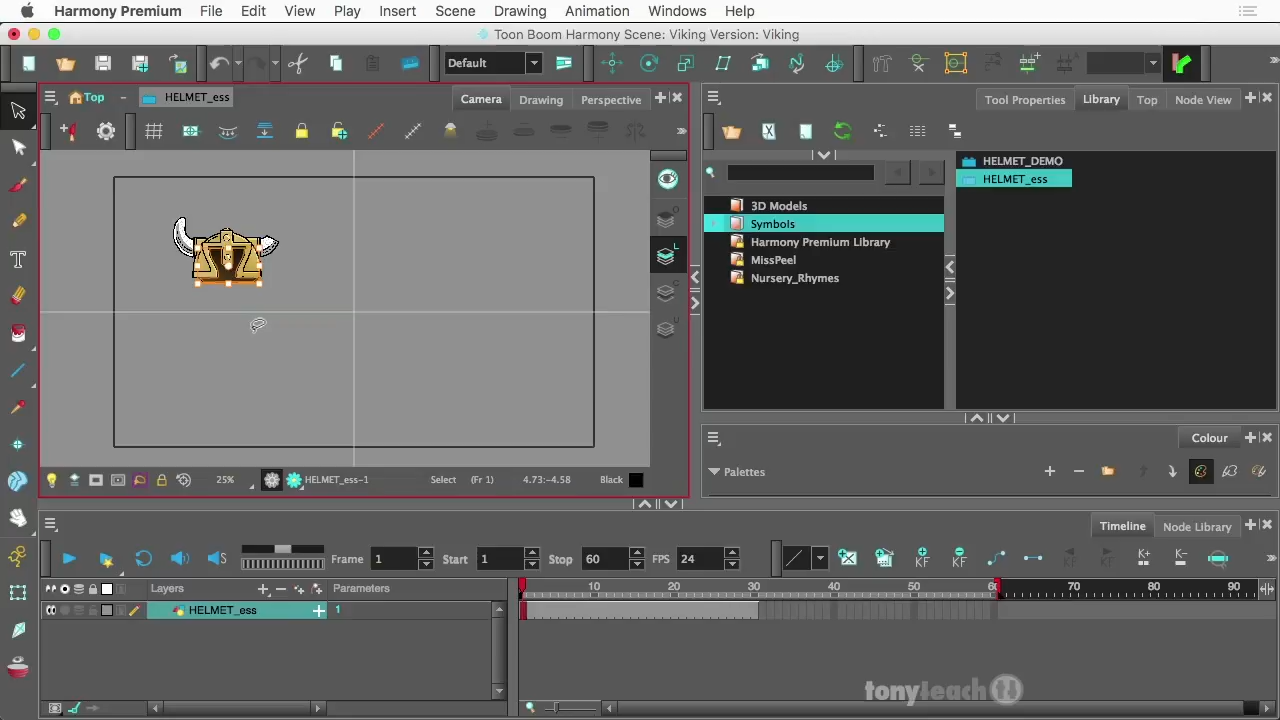 Harmony Premium File Edit View Play Insert Scene Drawing Animation Windows Help
Toon Boom Harmony Scene: Viking Version: Viking
Default
Top - HELMET_ess
Camera Drawing Perspective
Tool Properties Library Top Node View
HELMET_DEMO
HELMET_ess
3D Models
Symbols
Harmony Premium Library
MissPeel
Nursery_Rhymes
Colour
Palettes
25% HELMET_ess-1 Select (Fr 1) 4.73:-4.58 Black
Timeline Node Library
Frame 1 Start 1 Stop 60 FPS 24
KF KF K+ K-
Layers Parameters
10 20 30 40 50 60 70 80 90
HELMET_ess 1
tonyteach